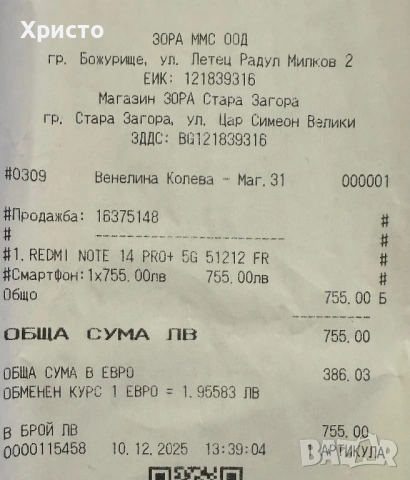 Христо
ЗОРА ММС ООД
гр. Божурище, ул. Летец Радул Милков 2
ЕИК: 121839316
Магазин ЗОРА Стара Загора
гр. Стара Загора, ул. Цар Симеон Велики
ЗДДС: BG121839316
#0309 Венелина Колева - Маг.31 000001
#Продажба: 16375148 #
# -------------------- #
#1. REDMI NOTE 14 PRO+ 5G 51212 FR #
#Смартфон:1x755.00лв 755.00лв #
Общо 755.00 Б
----------
ОБЩА СУМА ЛВ 755.00
ОБЩА СУМА В ЕВРО 386.03
ОБМЕНЕН КУРС 1 ЕВРО = 1.95583 ЛВ
В БРОЙ ЛВ 755.00
0000115458 10.12.2025 13:39:04 1 АРТИКУЛА
BAZAR